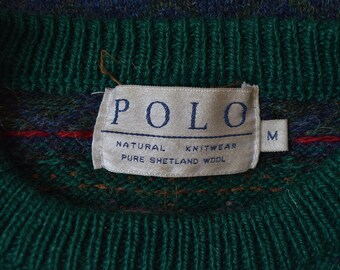 POLO
NATURAL KNITWEAR
PURE SHETLAND WOOL
M